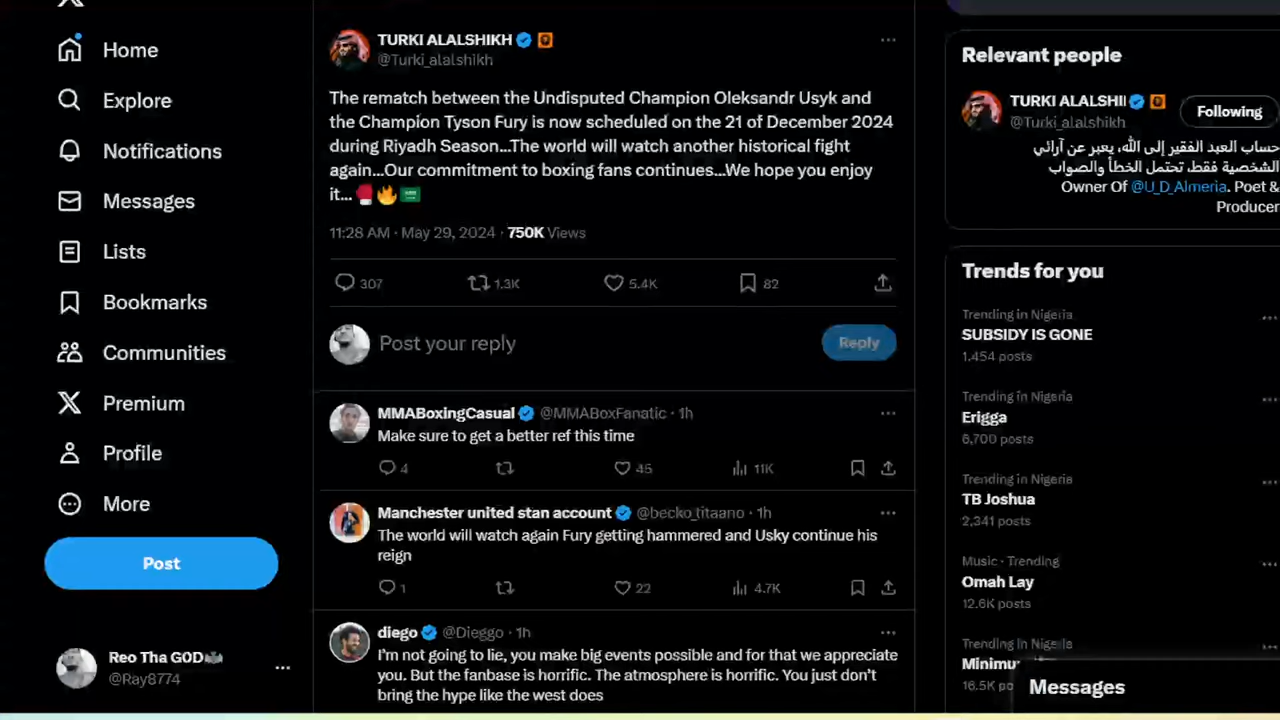 Home
Explore
Notifications
Messages
Lists
Bookmarks
Communities
Premium
Profile
More
Post
Reo Tha G0D
@Ray8774
TURKI ALALSHIKH
@Turki_alalshikh
The rematch between the Undisputed Champion Oleksandr Usyk and
the Champion Tyson Fury is now scheduled on the 21 of December 2024
during Riyadh Season...The world will watch another historical fight
again...Our commitment to boxing fans continues...We hope you enjoy
it...🥊🔥🇸🇦
11:28 AM · May 29, 2024 · 750K Views
307 1.3K 5.4K 82
Post your reply
Reply
MMABoxingCasual @MMABoxFanatic · 1h
Make sure to get a better ref this time
4 45 11K
Manchester united stan account @becko_titaano · 1h
The world will watch again Fury getting hammered and Usky continue his
reign
1 22 4.7K
diego @Dieggo · 1h
I'm not going to lie, you make big events possible and for that we appreciate
you. But the fanbase is horrific. The atmosphere is horrific. You just don't
bring the hype like the west does
Relevant people
TURKI ALALSHI
@Turki_alalshikh
Following
حساب العبد الفقير إلى الله، يعبر عن آرائي
الشخصية فقط، تحتمل الخطأ والصواب
Owner Of @U_D_Almeria. Poet &
Producer
Trends for you
Trending in Nigeria
SUBSIDY IS GONE
1,454 posts
Trending in Nigeria
Erigga
6,700 posts
Trending in Nigeria
TB Joshua
2,341 posts
Music · Trending
Omah Lay
12.6K posts
Trending in Nigeria
Minimu
16.5K po
Messages